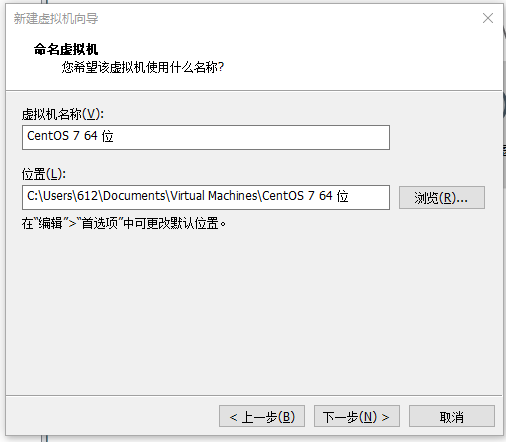 新建虚拟机向导
命名虚拟机
您希望该虚拟机使用什么名称?
虚拟机名称(V):
CentOS 7 64 位
位置(L):
C:\Users\612\Documents\Virtual Machines\CentOS 7 64 位
浏览(R)...
在“编辑”>“首选项”中可更改默认位置。
< 上一步(B)
下一步(N) >
取消